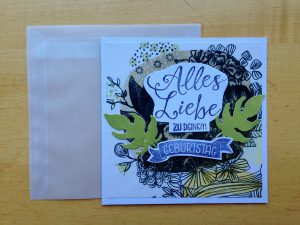 Alles
Liebe
ZU DEINEM
GEBURTSTAG